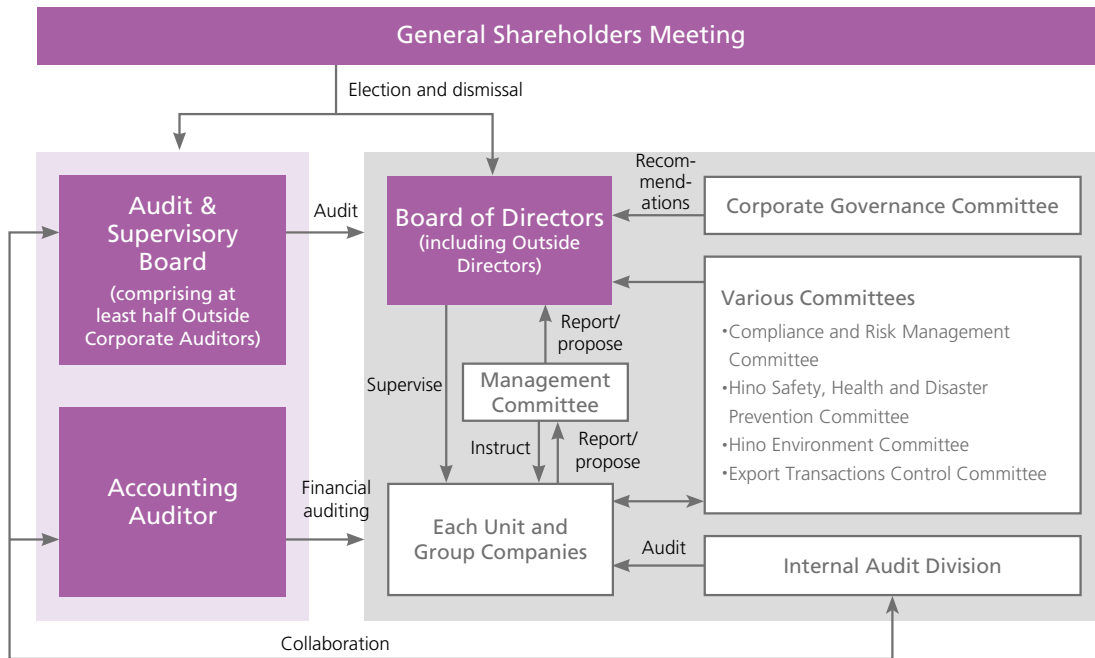 General Shareholders Meeting
Election and dismissal
Audit &
Supervisory
Board
(comprising at
least half Outside
Corporate Auditors)
Audit
Board of Directors
(including Outside
Directors)
Recom-
mend-
ations
Corporate Governance Committee
Various Committees
•Compliance and Risk Management
Committee
•Hino Safety, Health and Disaster
Prevention Committee
•Hino Environment Committee
•Export Transactions Control Committee
Report/
propose
Supervise
Management
Committee
Instruct
Report/
propose
Accounting
Auditor
Financial
auditing
Each Unit and
Group Companies
Audit
Internal Audit Division
Collaboration